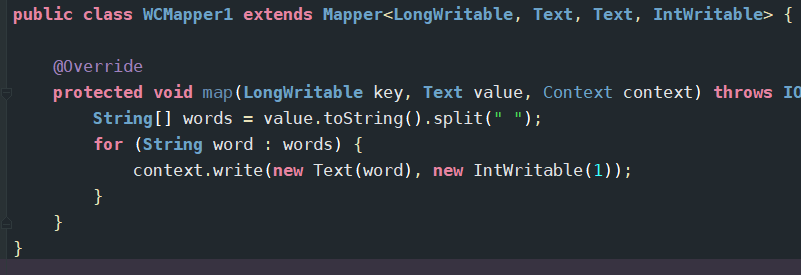 public class WCMapper1 extends Mapper<LongWritable, Text, Text, IntWritable> {
@Override
protected void map(LongWritable key, Text value, Context context) throws IO
String[] words = value.toString().split(" ");
for (String word : words) {
context.write(new Text(word), new IntWritable(1));
}
}
}